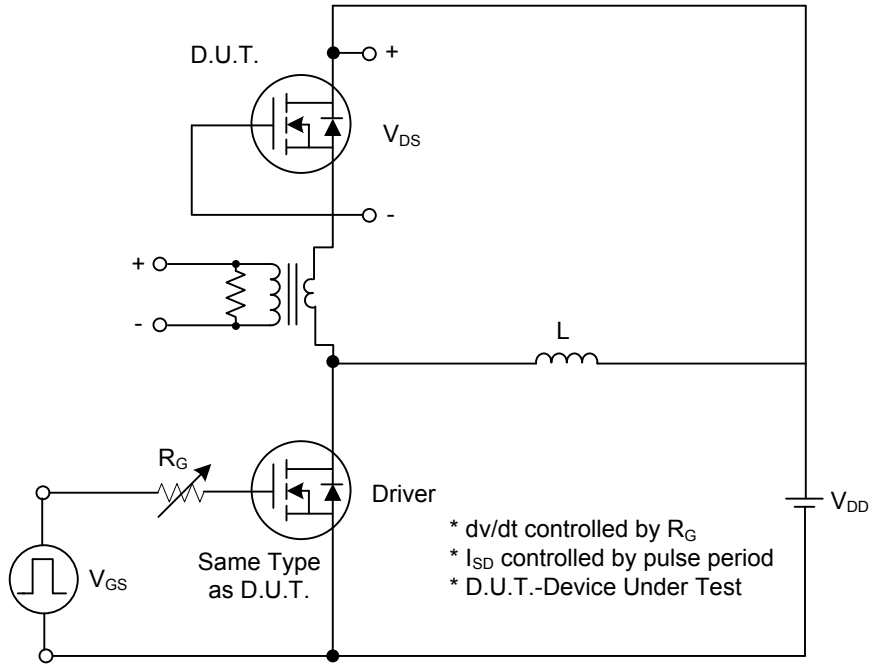 D.U.T.
+
V_DS
-
+
-
L
R_G
Driver
V_DD
Same Type
as D.U.T.
V_GS
* dv/dt controlled by R_G
* I_SD controlled by pulse period
* D.U.T.-Device Under Test